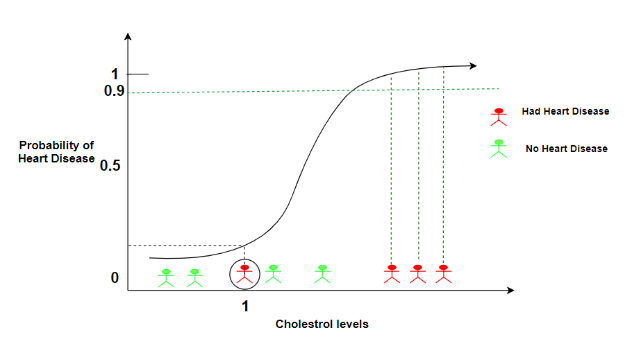 1
0.9
Had Heart Disease
Probability of
Heart Disease
No Heart Disease
0.5
0
1
Cholestrol levels